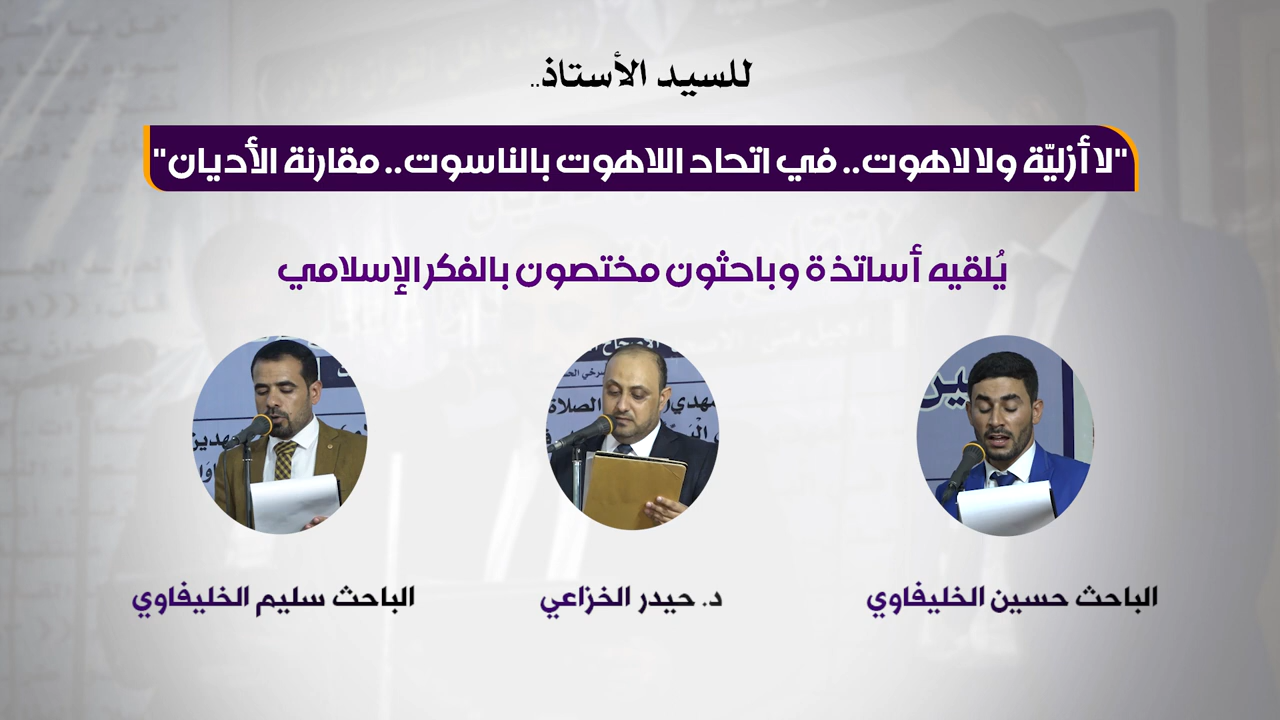 للسيد الأستاذ..
"لا أزليّة ولا لاهوت.. في اتحاد اللاهوت بالناسوت.. مقارنة الأديان"
يُلقيه أساتذة وباحثون مختصون بالفكر الإسلامي
الباحث حسين الخليفاوي
د. حيدر الخزاعي
الباحث سليم الخليفاوي